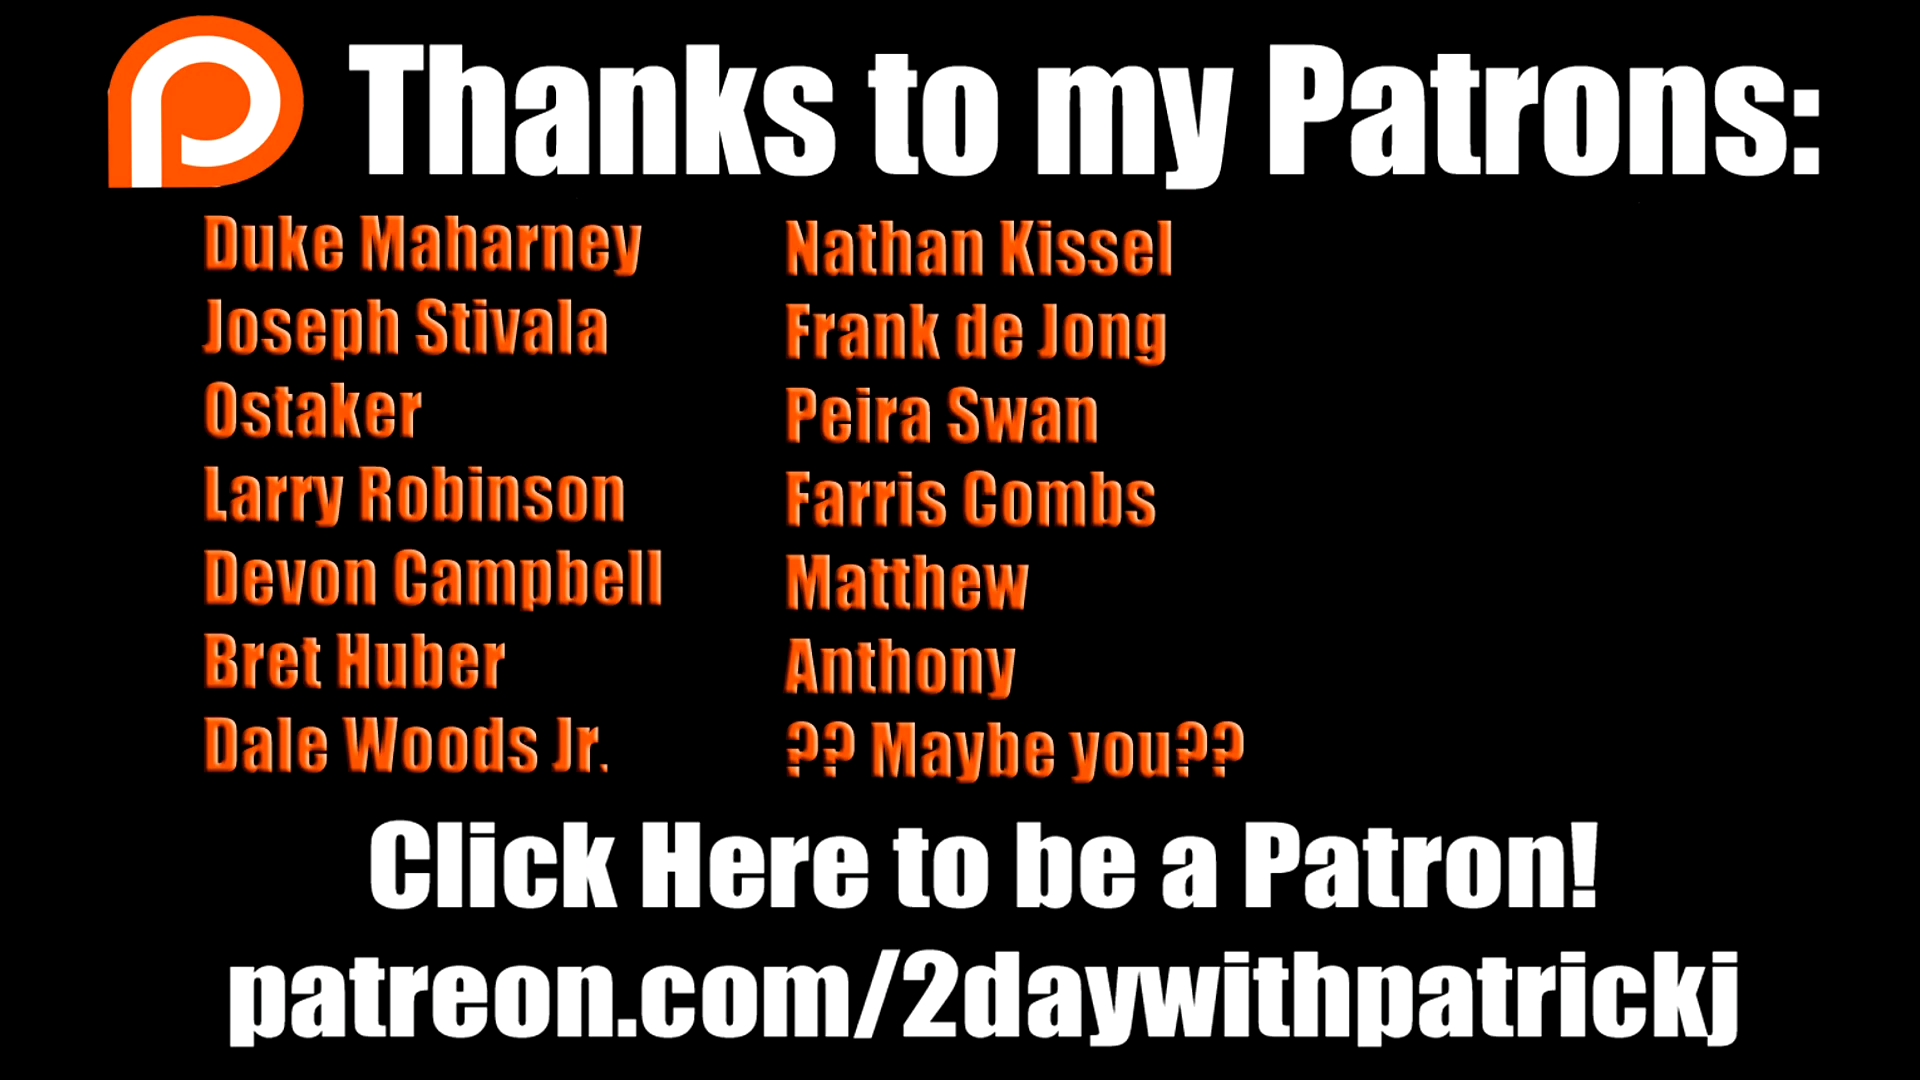 Thanks to my Patrons:
Duke Maharney
Joseph Stivala
Ostaker
Larry Robinson
Devon Campbell
Bret Huber
Dale Woods Jr.
Nathan Kissel
Frank de Jong
Peira Swan
Farris Combs
Matthew
Anthony
?? Maybe you??
Click Here to be a Patron!
patreon.com/2daywithpatrickj